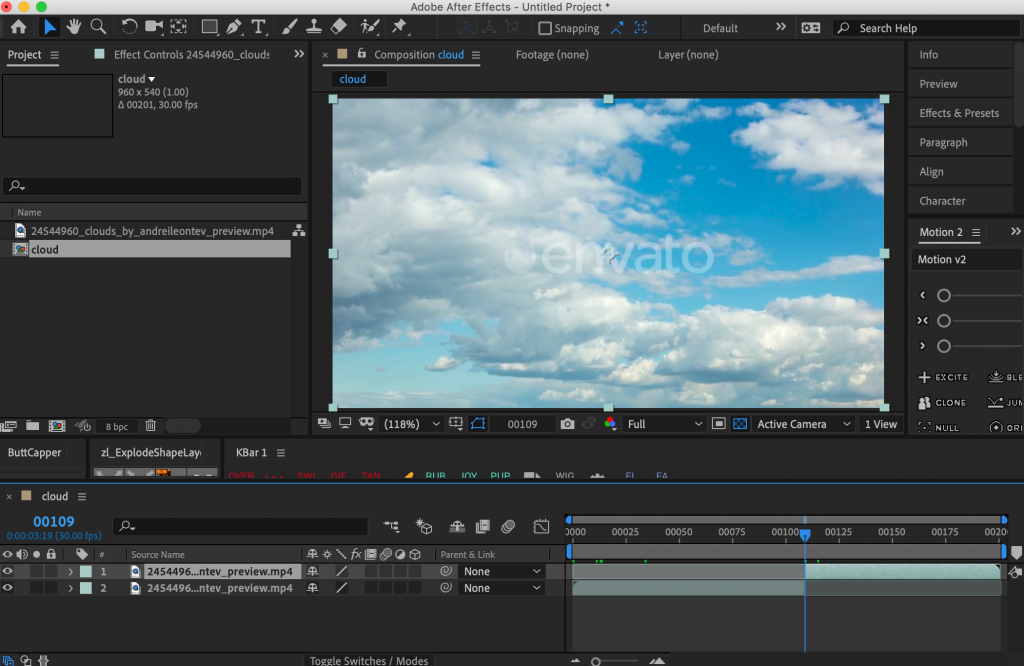 Adobe After Effects - Untitled Project *
Snapping
Default
Search Help
Project
Effect Controls 24544960_clouds
Composition cloud
Footage (none)
Layer (none)
Info
cloud
cloud
960 x 540 (1.00)
Δ 00201, 30.00 fps
Preview
Effects & Presets
Paragraph
Align
Character
Name
24544960_clouds_by_andreileontev_preview.mp4
cloud
envato
Motion 2
Motion v2
EXCITE
BLE
CLONE
JUM
NULL
ORI
8 bpc
(118%)
00109
Full
Active Camera
1 View
ButtCapper
zl_ExplodeShapeLaye
KBar 1
OVER
SWI
GIF
TAN
RUB
JOY
PUP
WIG
EL
FA
cloud
00109
0:00:03:19 (30.00 fps)
0000
00025
00050
00075
00100
00125
00150
00175
0020
#
Source Name
fx
Parent & Link
1
2454496...ntev_preview.mp4
None
2
2454496...ntev_preview.mp4
None
Toggle Switches / Modes